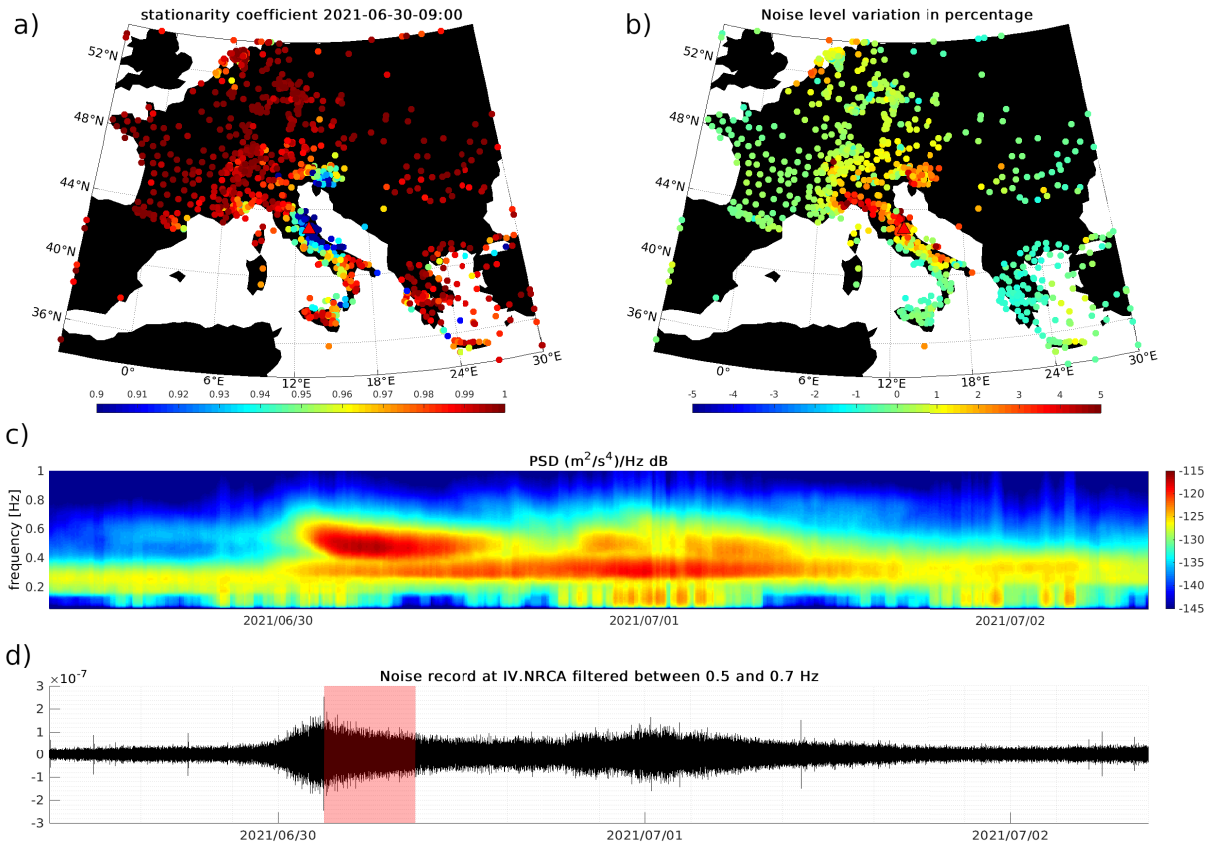 a)
stationarity coefficient 2021-06-30-09:00
52°N
48°N
44°N
40°N
36°N
0°
6°E
12°E
18°E
24°E
30°E
0.9 0.91 0.92 0.93 0.94 0.95 0.96 0.97 0.98 0.99 1
b)
Noise level variation in percentage
52°N
48°N
44°N
40°N
36°N
0°
6°E
12°E
18°E
24°E
30°E
-5 -4 -3 -2 -1 0 1 2 3 4 5
c)
PSD (m²/s⁴)/Hz dB
frequency [Hz]
1
0.8
0.6
0.4
0.2
2021/06/30 2021/07/01 2021/07/02
-115
-120
-125
-130
-135
-140
-145
d)
Noise record at IV.NRCA filtered between 0.5 and 0.7 Hz
×10⁻⁷
3
2
1
0
-1
-2
-3
2021/06/30 2021/07/01 2021/07/02